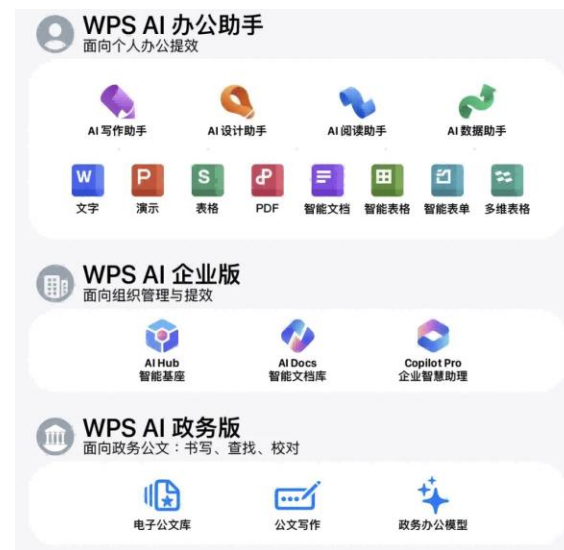 WPS AI 办公助手
面向个人办公提效
AI 写作助手
AI 设计助手
AI 阅读助手
AI 数据助手
W
P
S
P
文字
演示
表格
PDF
智能文档
智能表格
智能表单
多维表格
WPS AI 企业版
面向组织管理与提效
AI Hub
智能基座
AI Docs
智能文档库
Copilot Pro
企业智慧助理
WPS AI 政务版
面向政务公文：书写、查找、校对
电子公文库
公文写作
政务办公模型